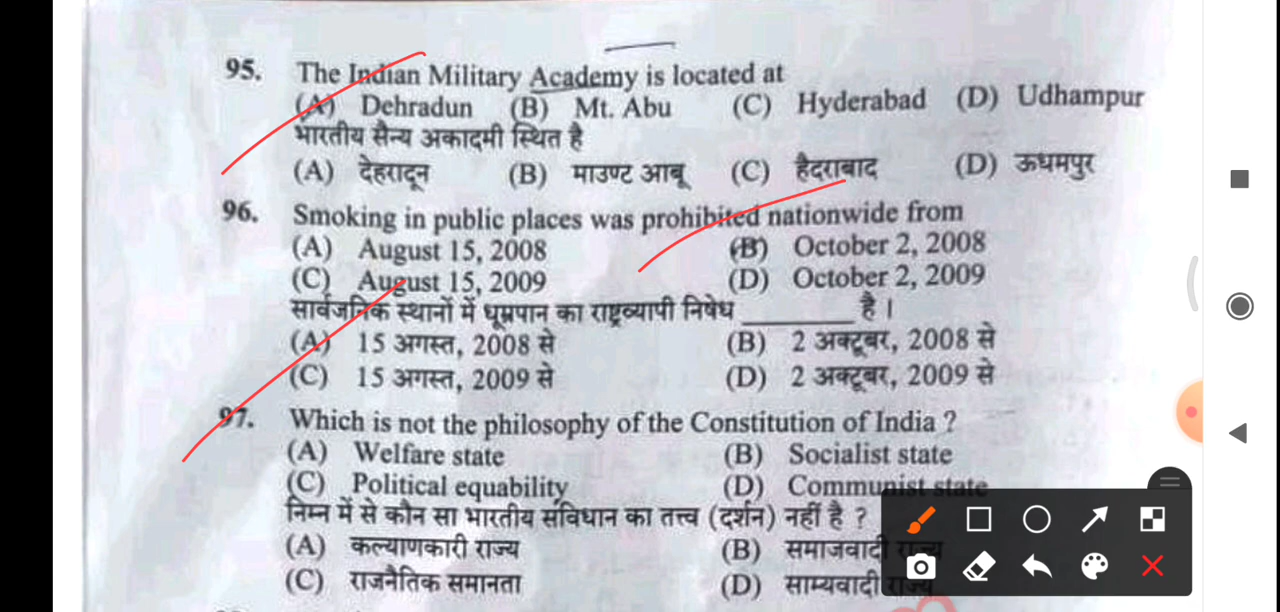 95. The Indian Military Academy is located at
(A) Dehradun (B) Mt. Abu (C) Hyderabad (D) Udhampur
भारतीय सैन्य अकादमी स्थित है
(A) देहरादून (B) माउण्ट आबू (C) हैदराबाद (D) ऊधमपुर
96. Smoking in public places was prohibited nationwide from
(A) August 15, 2008 (B) October 2, 2008
(C) August 15, 2009 (D) October 2, 2009
सार्वजनिक स्थानों में धूम्रपान का राष्ट्रव्यापी निषेध ________ है ।
(A) 15 अगस्त, 2008 से (B) 2 अक्टूबर, 2008 से
(C) 15 अगस्त, 2009 से (D) 2 अक्टूबर, 2009 से
97. Which is not the philosophy of the Constitution of India ?
(A) Welfare state (B) Socialist state
(C) Political equability (D) Communist state
निम्न में से कौन सा भारतीय संविधान का तत्त्व (दर्शन) नहीं है ?
(A) कल्याणकारी राज्य (B) समाजवादी राज्य
(C) राजनैतिक समानता (D) साम्यवादी राज्य